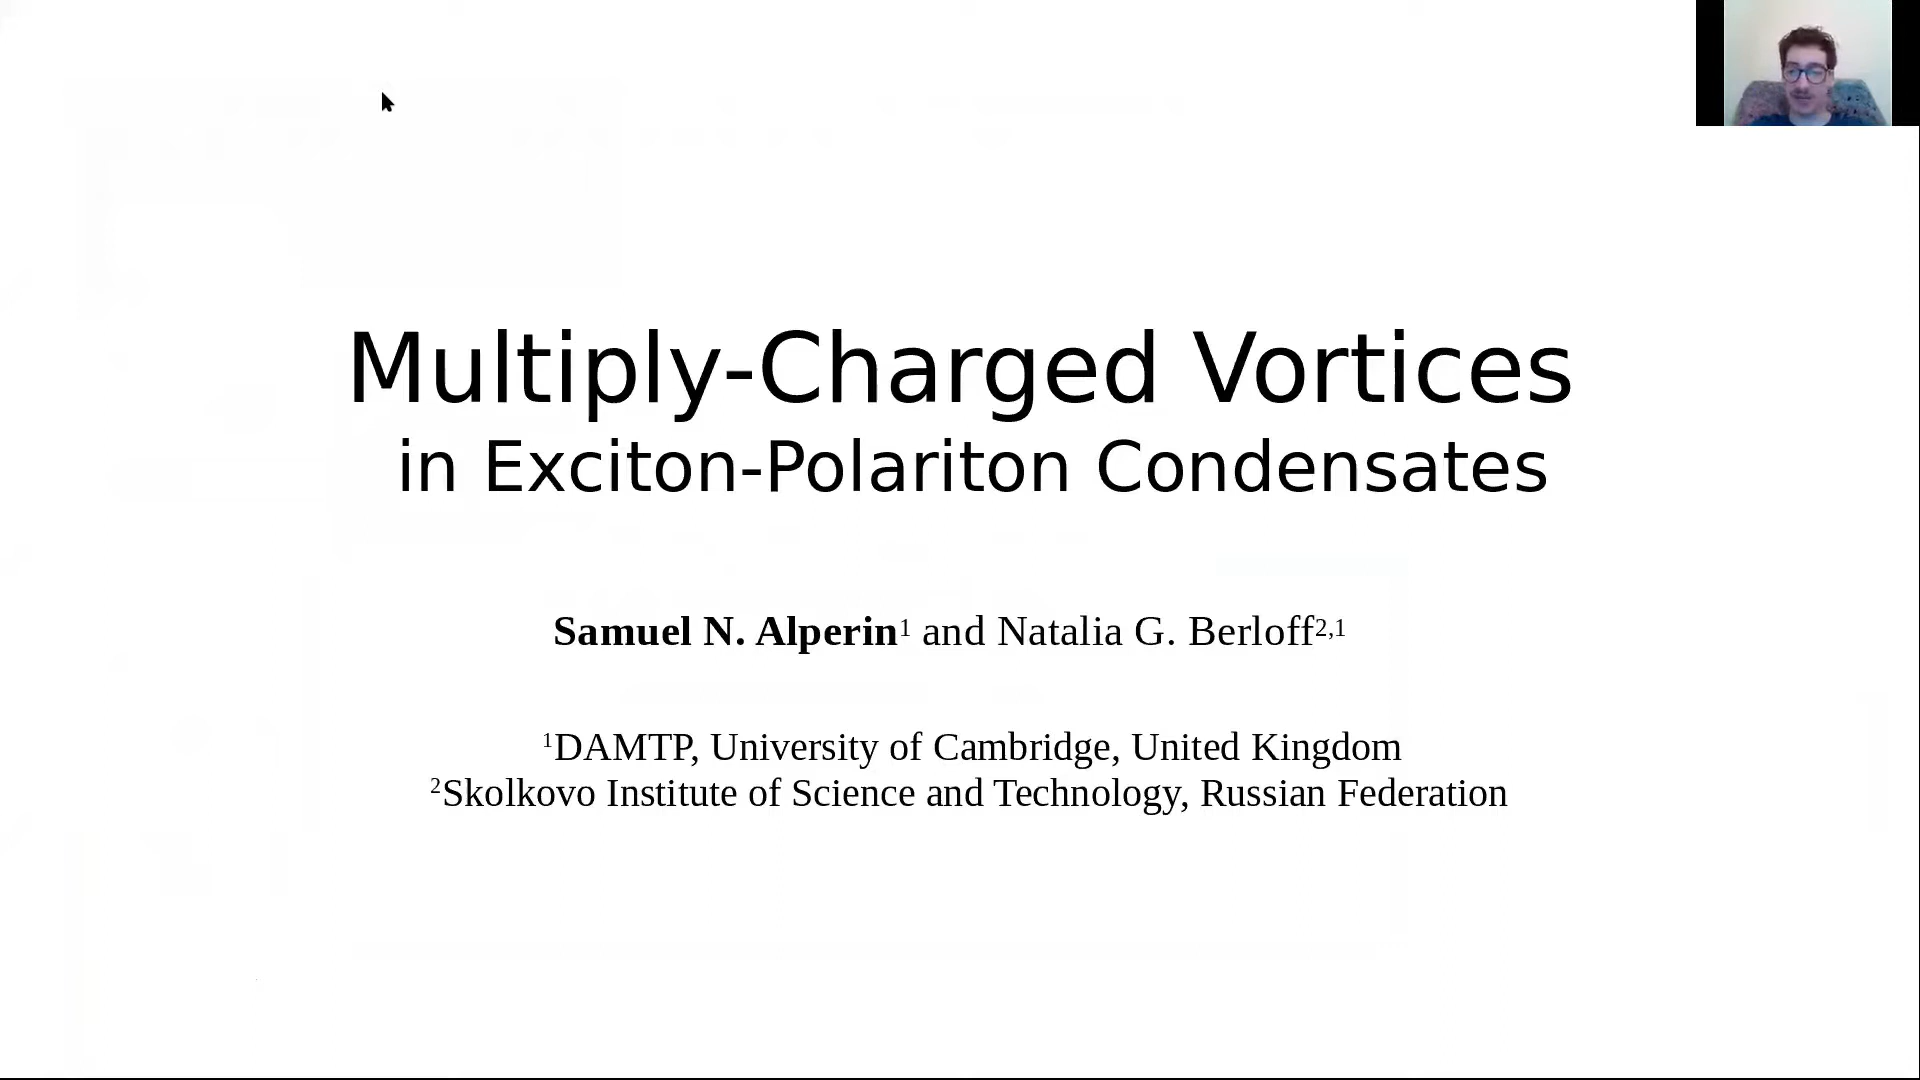 Multiply-Charged Vortices
in Exciton-Polariton Condensates
Samuel N. Alperin1 and Natalia G. Berloff2,1
1DAMTP, University of Cambridge, United Kingdom
2Skolkovo Institute of Science and Technology, Russian Federation